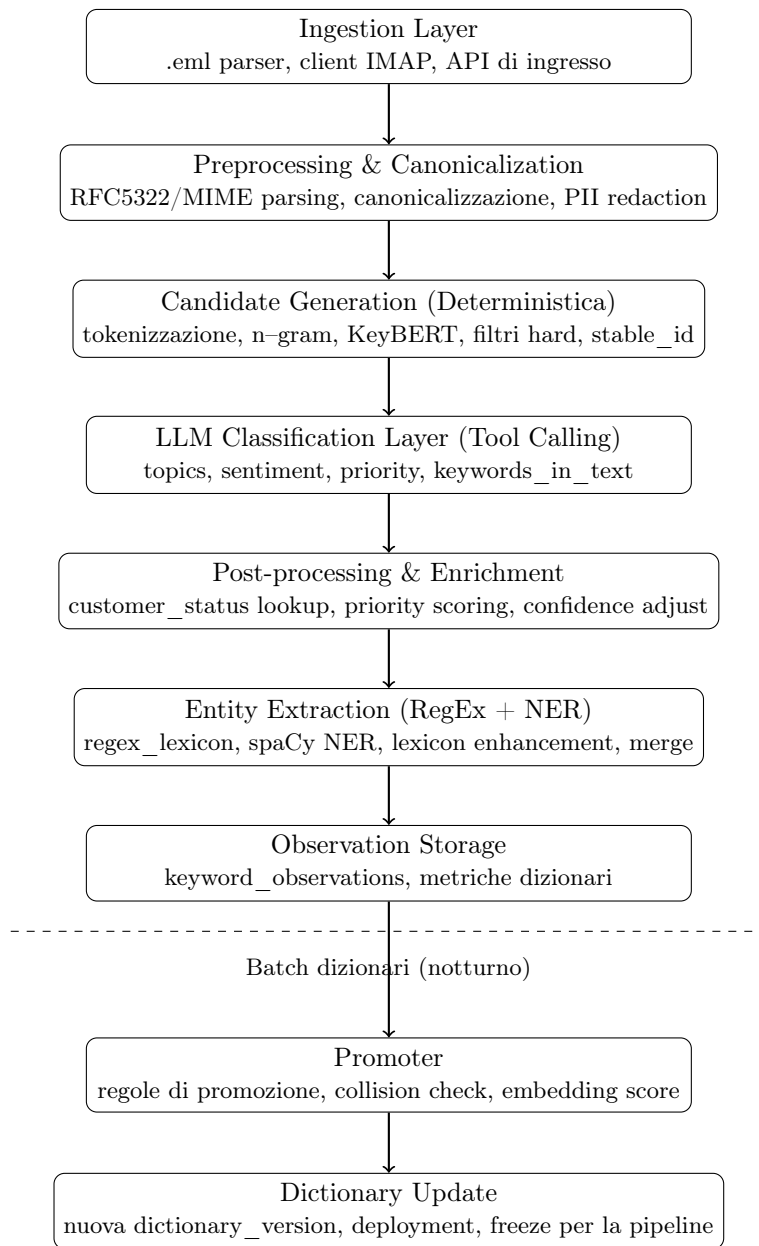 Ingestion Layer
.eml parser, client IMAP, API di ingresso
Preprocessing & Canonicalization
RFC5322/MIME parsing, canonicalizzazione, PII redaction
Candidate Generation (Deterministica)
tokenizzazione, n–gram, KeyBERT, filtri hard, stable_id
LLM Classification Layer (Tool Calling)
topics, sentiment, priority, keywords_in_text
Post-processing & Enrichment
customer_status lookup, priority scoring, confidence adjust
Entity Extraction (RegEx + NER)
regex_lexicon, spaCy NER, lexicon enhancement, merge
Observation Storage
keyword_observations, metriche dizionari
Batch dizionari (notturno)
Promoter
regole di promozione, collision check, embedding score
Dictionary Update
nuova dictionary_version, deployment, freeze per la pipeline